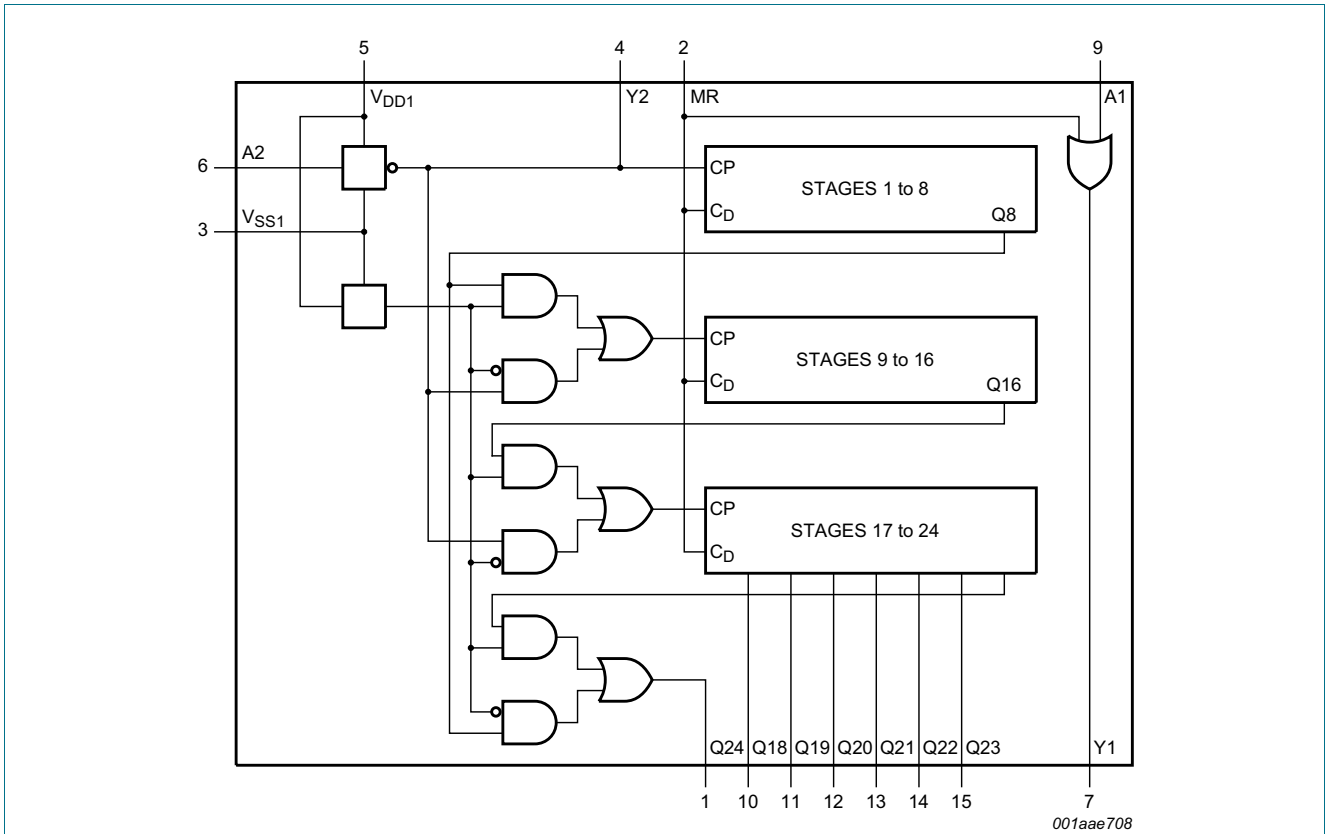 5 4 2 9
VDD1 Y2 MR A1
6 A2
CP
STAGES 1 to 8
CD
Q8
3 VSS1
CP
STAGES 9 to 16
CD
Q16
CP
STAGES 17 to 24
CD
Q24 Q18 Q19 Q20 Q21 Q22 Q23 Y1
1 10 11 12 13 14 15 7
001aae708